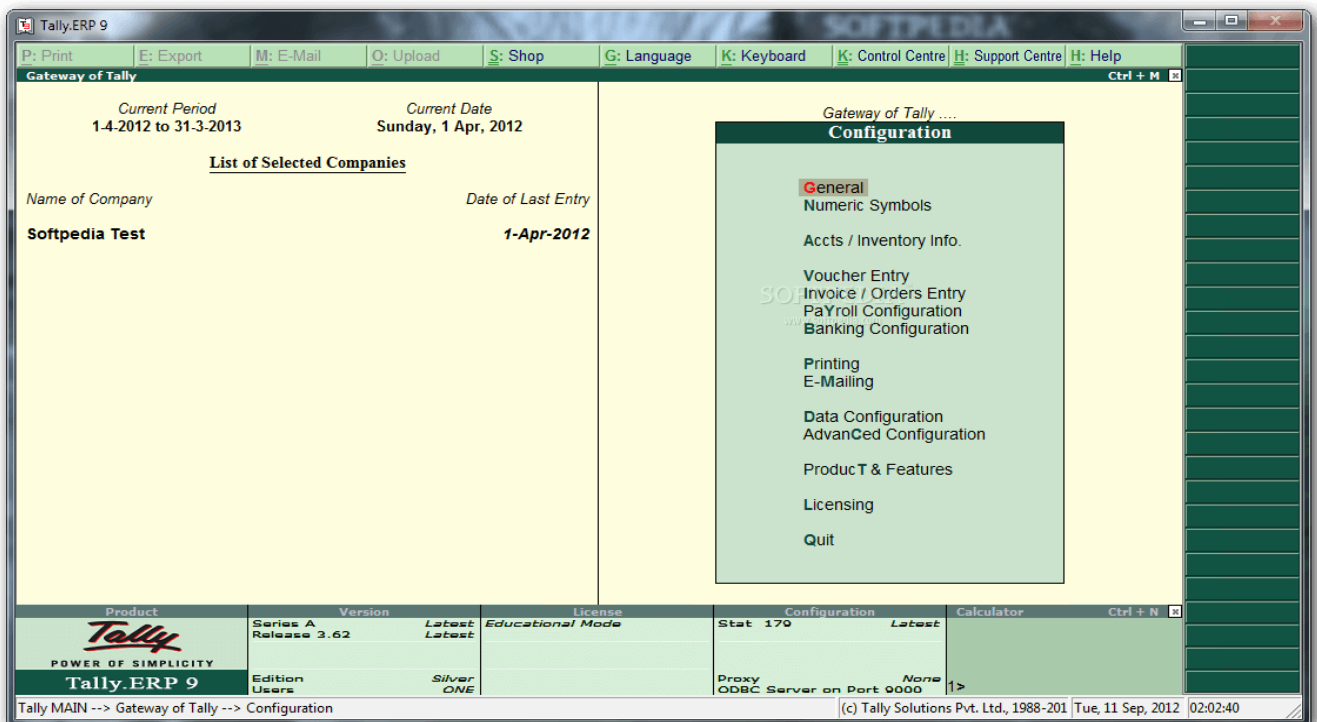 SOFTPEDIA
Tally.ERP 9
P: Print E: Export M: E-Mail O: Upload S: Shop G: Language K: Keyboard K: Control Centre H: Support Centre H: Help
Gateway of Tally Ctrl + M
Current Period Current Date
1-4-2012 to 31-3-2013 Sunday, 1 Apr, 2012
List of Selected Companies
Name of Company Date of Last Entry
Softpedia Test 1-Apr-2012
Gateway of Tally ....
Configuration
General
Numeric Symbols
Accts / Inventory Info.
Voucher Entry
Invoice / Orders Entry
PaYroll Configuration
Banking Configuration
Printing
E-Mailing
Data Configuration
AdvanCed Configuration
ProducT & Features
Licensing
Quit
Product Version License Configuration Calculator Ctrl + N
Tally
POWER OF SIMPLICITY
Tally.ERP 9
Series A Latest
Release 3.62 Latest
Edition Silver
Users ONE
Educational Mode
Stat 179 Latest
Proxy None
ODBC Server on Port 9000
1>
Tally MAIN --> Gateway of Tally --> Configuration (c) Tally Solutions Pvt. Ltd., 1988-201 Tue, 11 Sep, 2012 02:02:40